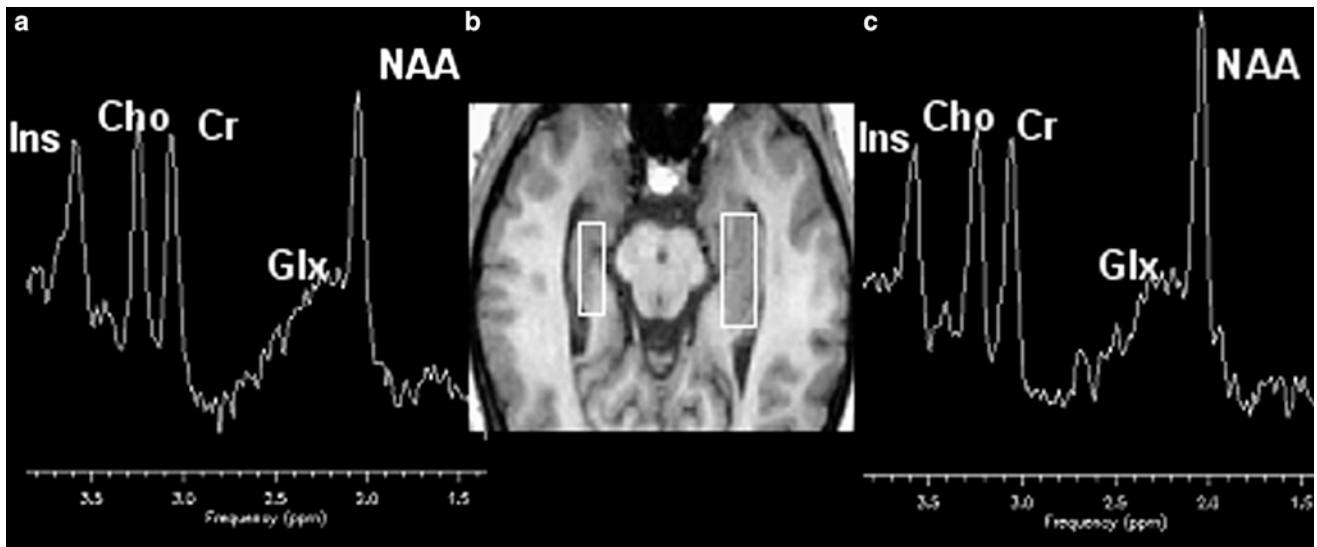 a
NAA
Cho
Cr
Ins
Glx
3.5 3.0 2.5 2.0 1.5
Frequency (ppm)
b
c
NAA
Cho
Cr
Ins
Glx
3.5 3.0 2.5 2.0 1.5
Frequency (ppm)